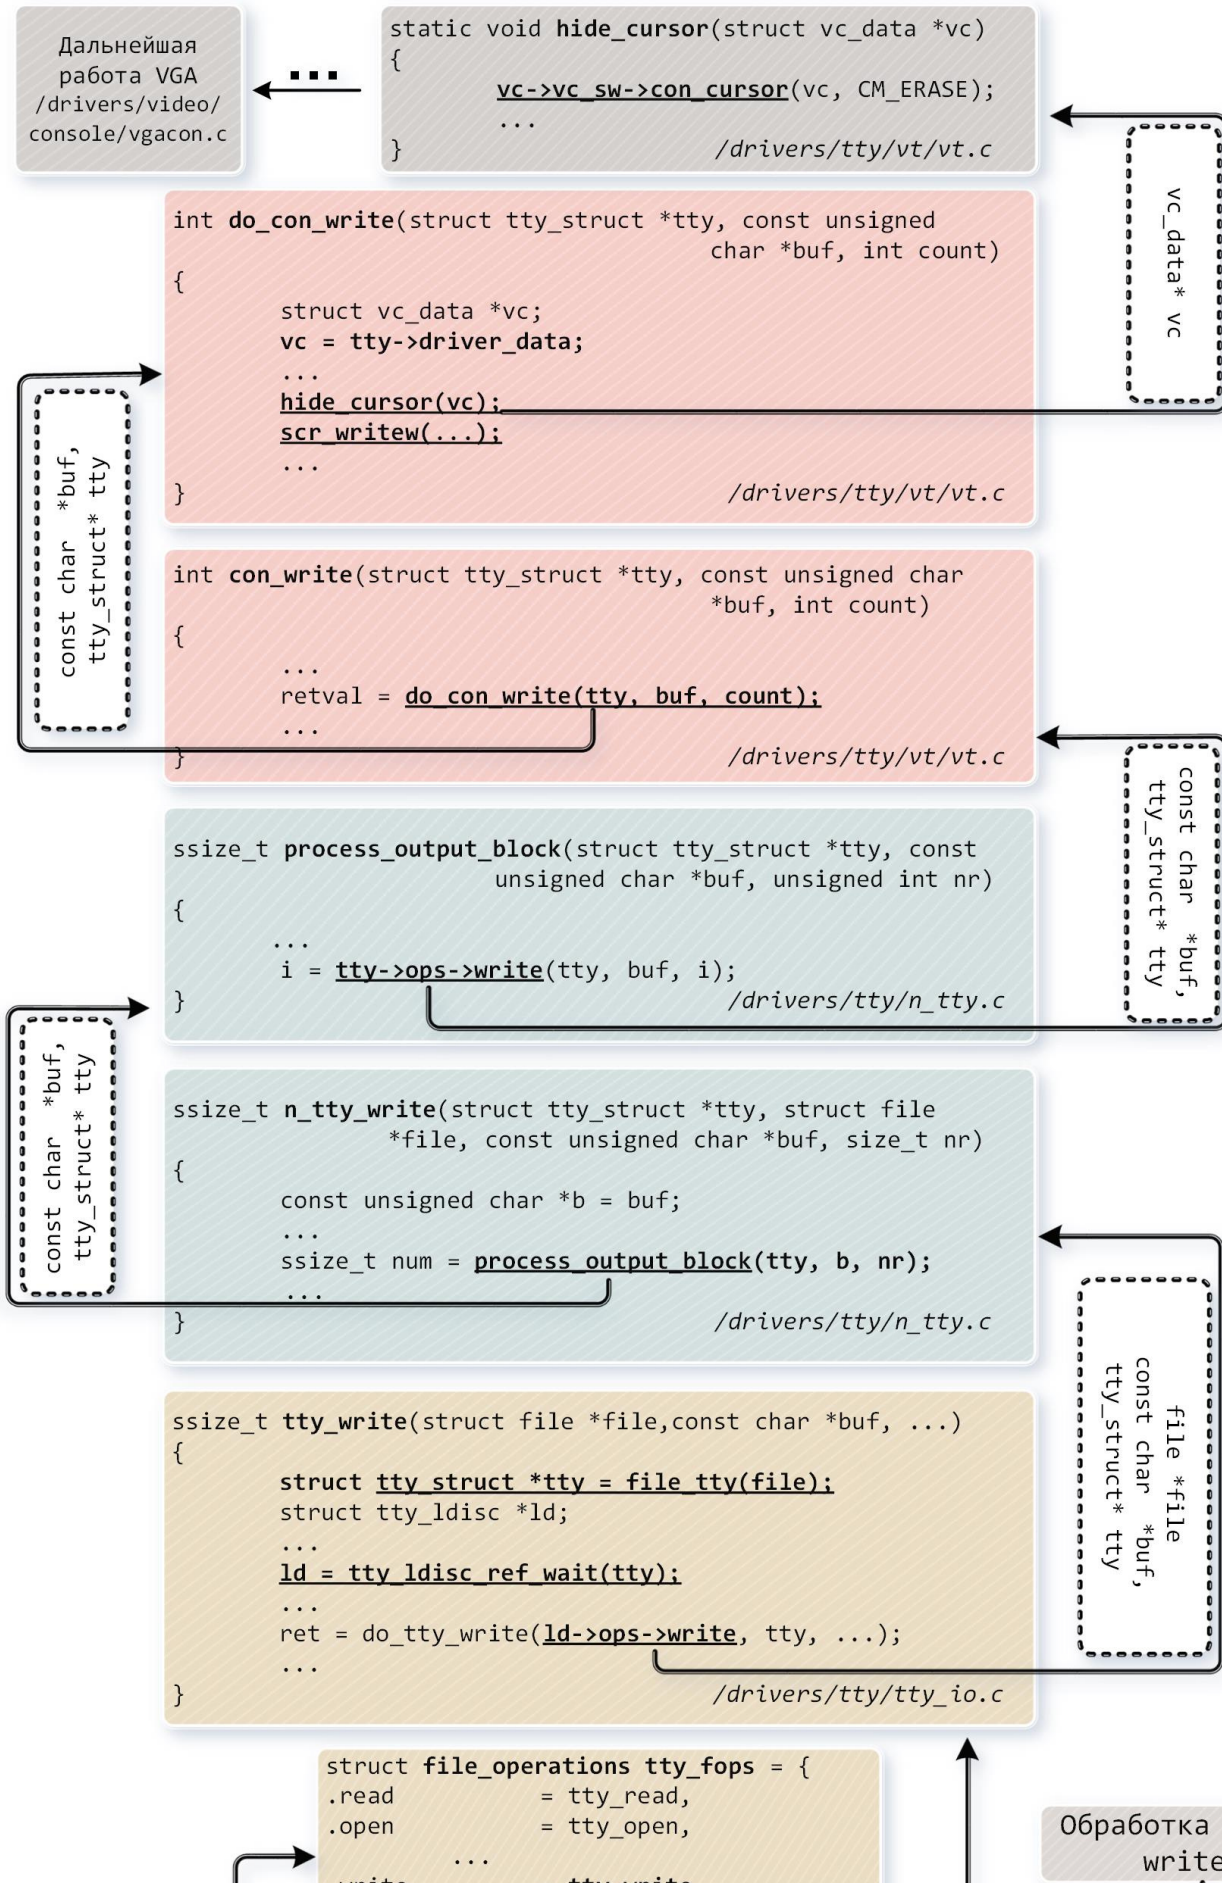 Дальнейшая
работа VGA
/drivers/video/
console/vgacon.c
...
static void hide_cursor(struct vc_data *vc)
{
vc->vc_sw->con_cursor(vc, CM_ERASE);
...
} /drivers/tty/vt/vt.c
vc_data* vc
int do_con_write(struct tty_struct *tty, const unsigned
char *buf, int count)
{
struct vc_data *vc;
vc = tty->driver_data;
...
hide_cursor(vc);
scr_writew(...);
...
} /drivers/tty/vt/vt.c
const char *buf,
tty_struct* tty
int con_write(struct tty_struct *tty, const unsigned char
*buf, int count)
{
...
retval = do_con_write(tty, buf, count);
...
} /drivers/tty/vt/vt.c
const char *buf,
tty_struct* tty
ssize_t process_output_block(struct tty_struct *tty, const
unsigned char *buf, unsigned int nr)
{
...
i = tty->ops->write(tty, buf, i);
} /drivers/tty/n_tty.c
const char *buf,
tty_struct* tty
ssize_t n_tty_write(struct tty_struct *tty, struct file
*file, const unsigned char *buf, size_t nr)
{
const unsigned char *b = buf;
...
ssize_t num = process_output_block(tty, b, nr);
...
} /drivers/tty/n_tty.c
file *file
const char *buf,
tty_struct* tty
ssize_t tty_write(struct file *file,const char *buf, ...)
{
struct tty_struct *tty = file_tty(file);
struct tty_ldisc *ld;
...
ld = tty_ldisc_ref_wait(tty);
...
ret = do_tty_write(ld->ops->write, tty, ...);
...
} /drivers/tty/tty_io.c
struct file_operations tty_fops = {
.read = tty_read,
.open = tty_open,
...
Обработка
write